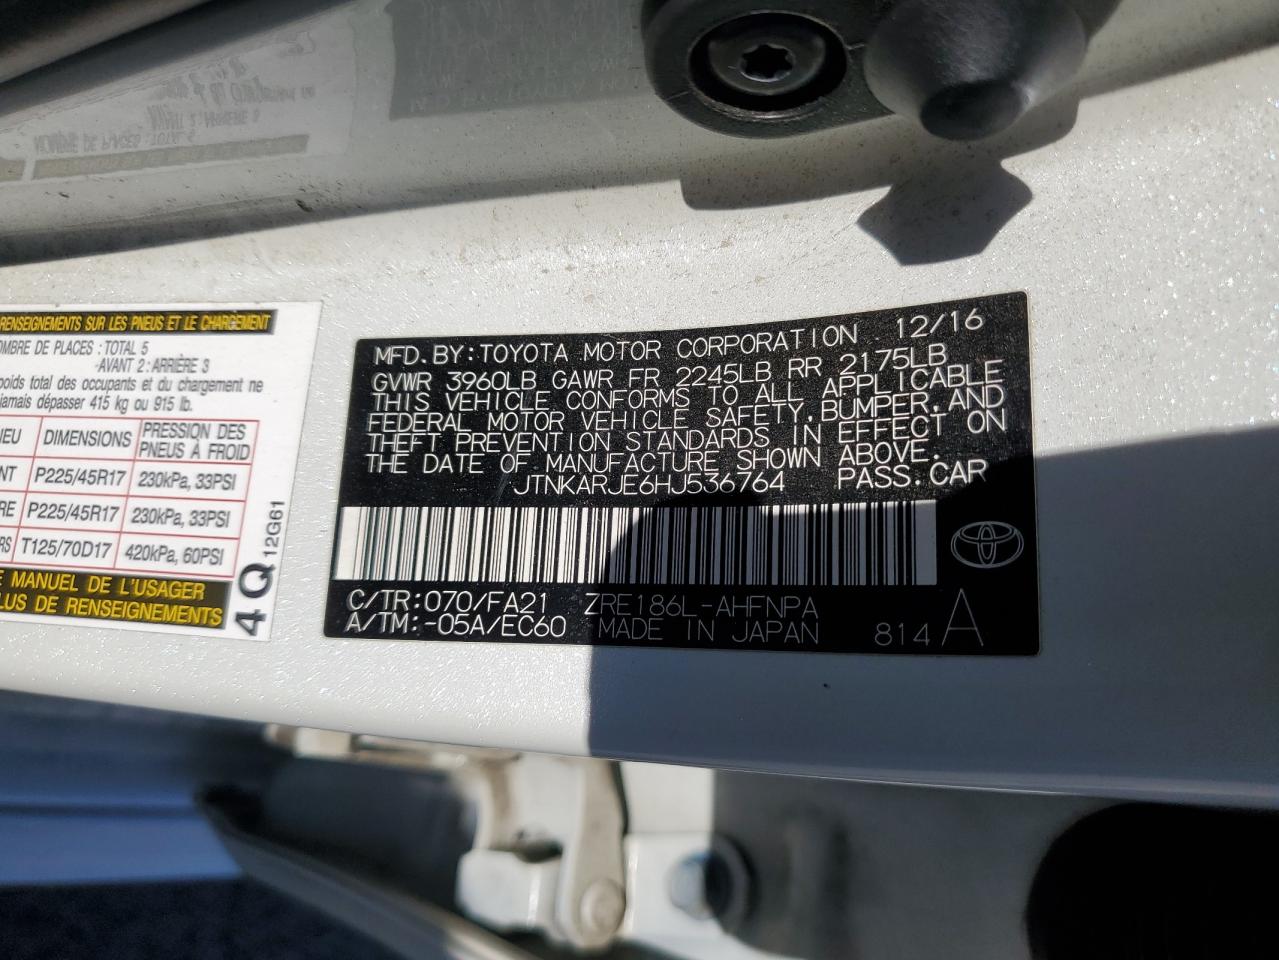 RENSEIGNEMENTS SUR LES PNEUS ET LE CHARGEMENT
OMBRE DE PLACES : TOTAL 5
AVANT 2 : ARRIÈRE 3
poids total des occupants et du chargement ne
jamais dépasser 415 kg ou 915 lb.
NEU DIMENSIONS PRESSION DES PNEUS À FROID
NT P225/45R17 230kPa, 33PSI
RE P225/45R17 230kPa, 33PSI
RS T125/70D17 420kPa, 60PSI
E MANUEL DE L'USAGER
LUS DE RENSEIGNEMENTS
4Q 12G61
MFD.BY:TOYOTA MOTOR CORPORATION 12/16
GVWR 3960LB GAWR FR 2245LB RR 2175LB
THIS VEHICLE CONFORMS TO ALL APPLICABLE
FEDERAL MOTOR VEHICLE SAFETY,BUMPER,AND
THEFT PREVENTION STANDARDS IN EFFECT ON
THE DATE OF MANUFACTURE SHOWN ABOVE.
JTNKARJE6HJ536764 PASS.CAR
C/TR:070/FA21 ZRE186L-AHFNPA
A/TM:-05A/EC60 MADE IN JAPAN 814 A